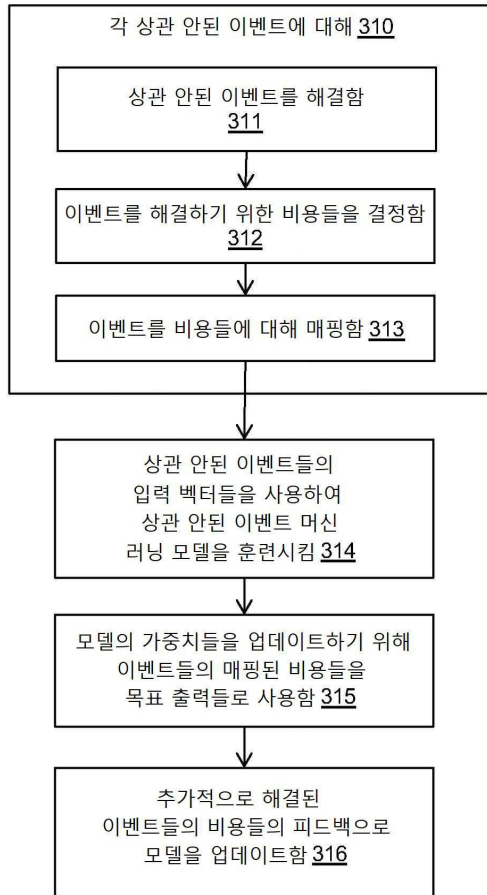 각 상관 안된 이벤트에 대해 310
상관 안된 이벤트를 해결함
311
이벤트를 해결하기 위한 비용들을 결정함
312
이벤트를 비용들에 대해 매핑함 313
상관 안된 이벤트들의
입력 벡터들을 사용하여
상관 안된 이벤트 머신
러닝 모델을 훈련시킴 314
모델의 가중치들을 업데이트하기 위해
이벤트들의 매핑된 비용들을
목표 출력들로 사용함 315
추가적으로 해결된
이벤트들의 비용들의 피드백으로
모델을 업데이트함 316